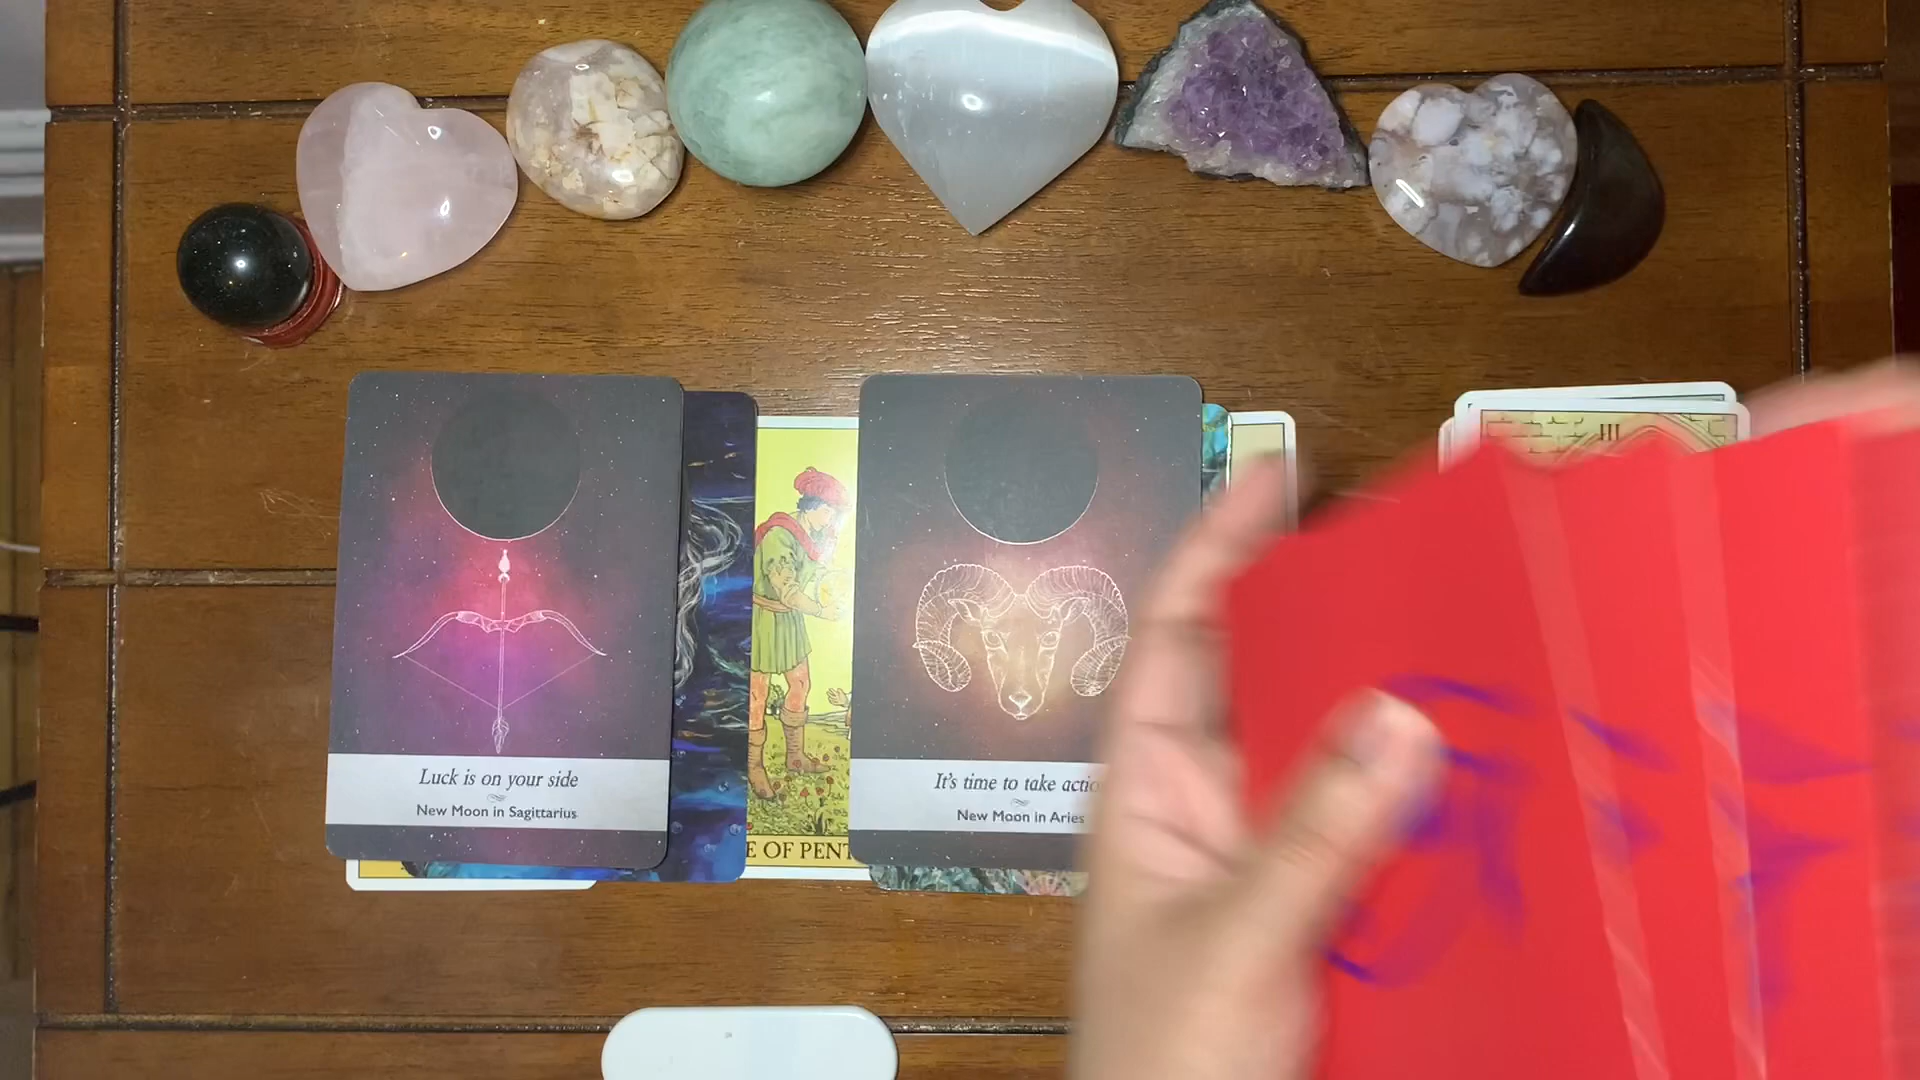 III
Luck is on your side
New Moon in Sagittarius
E OF PENT
It's time to take actio
New Moon in Aries